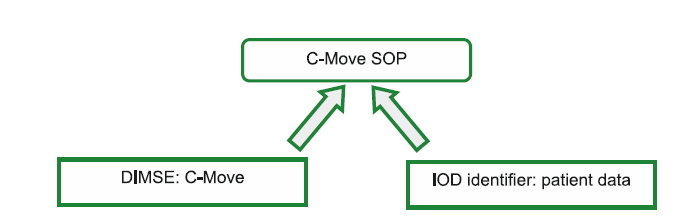 C-Move SOP
DIMSE: C-Move
IOD identifier: patient data